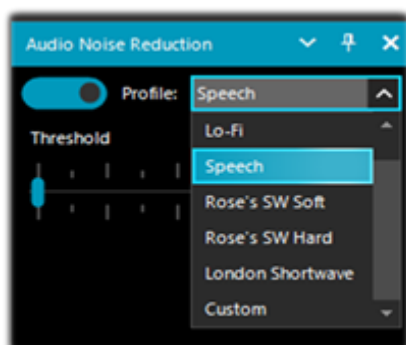 Audio Noise Reduction
Profile: Speech
Threshold
Lo-Fi
Speech
Rose's SW Soft
Rose's SW Hard
London Shortwave
Custom